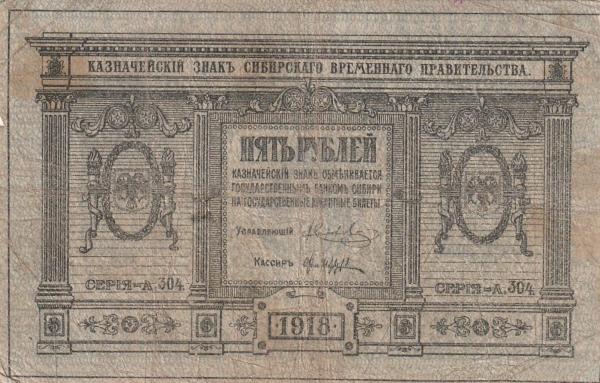 КАЗНАЧЕЙСКІЙ ЗНАКЪ СИБИРСКАГО ВРЕМЕННАГО ПРАВИТЕЛЬСТВА.
ПЯТЬ РУБЛЕЙ
КАЗНАЧЕЙСКІЙ ЗНАКЪ ОБМѢНИВАЕТСЯ
ГОСУДАРСТВЕННЫМЪ БАНКОМЪ СИБИРИ
НА ГОСУДАРСТВЕННЫЕ КРЕДИТНЫЕ БИЛЕТЫ.
УПРАВЛЯЮЩІЙ
КАССИРЪ
СЕРІЯ-А. 304
СЕРІЯ-А. 304
1918